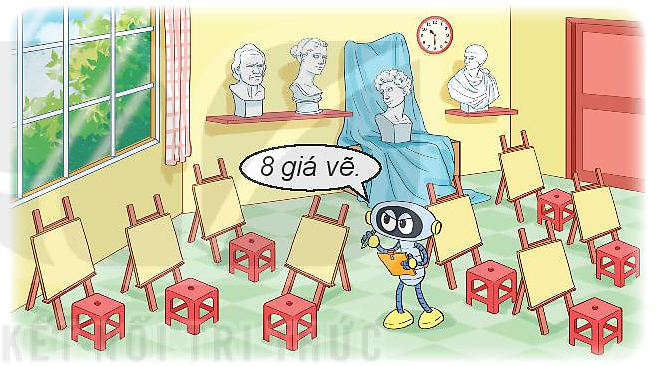 8 giá vẽ.
KẾT NỐI TRI THỨC